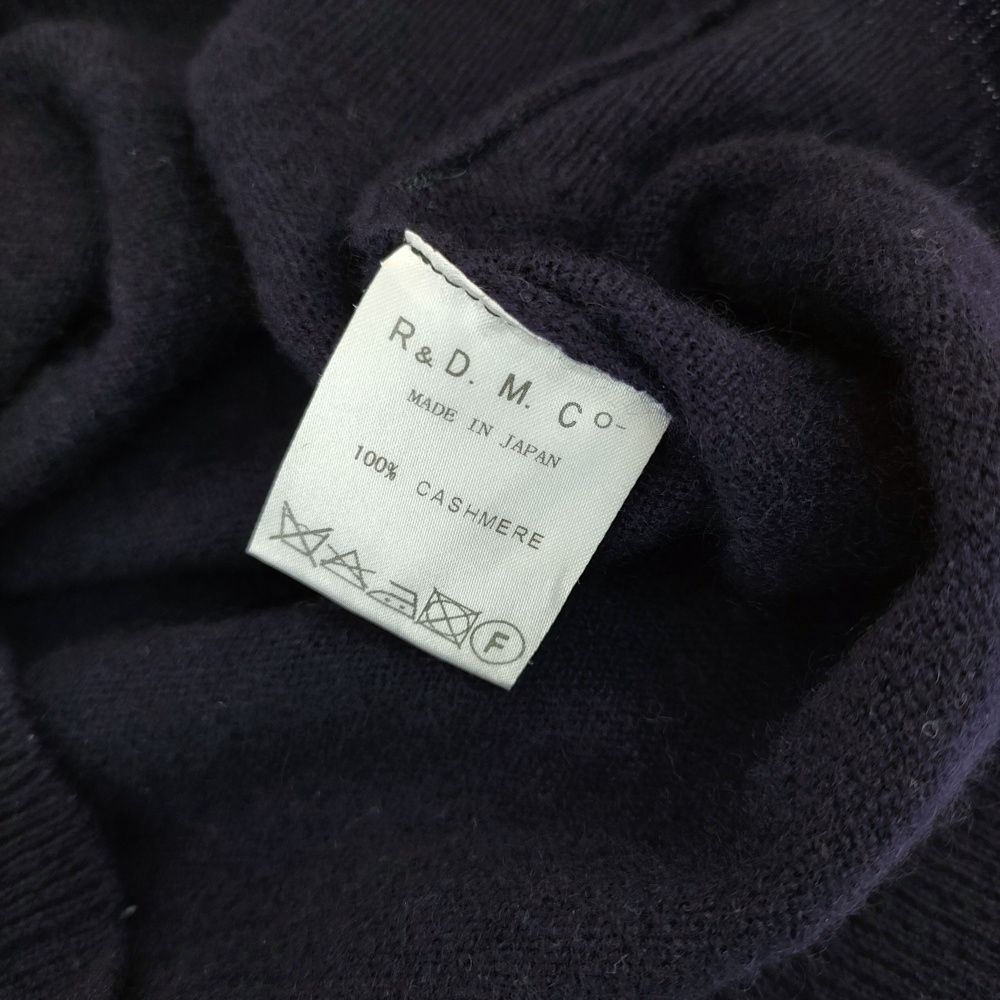 R & D. M. Co-
MADE IN JAPAN
100% CASHMERE
F